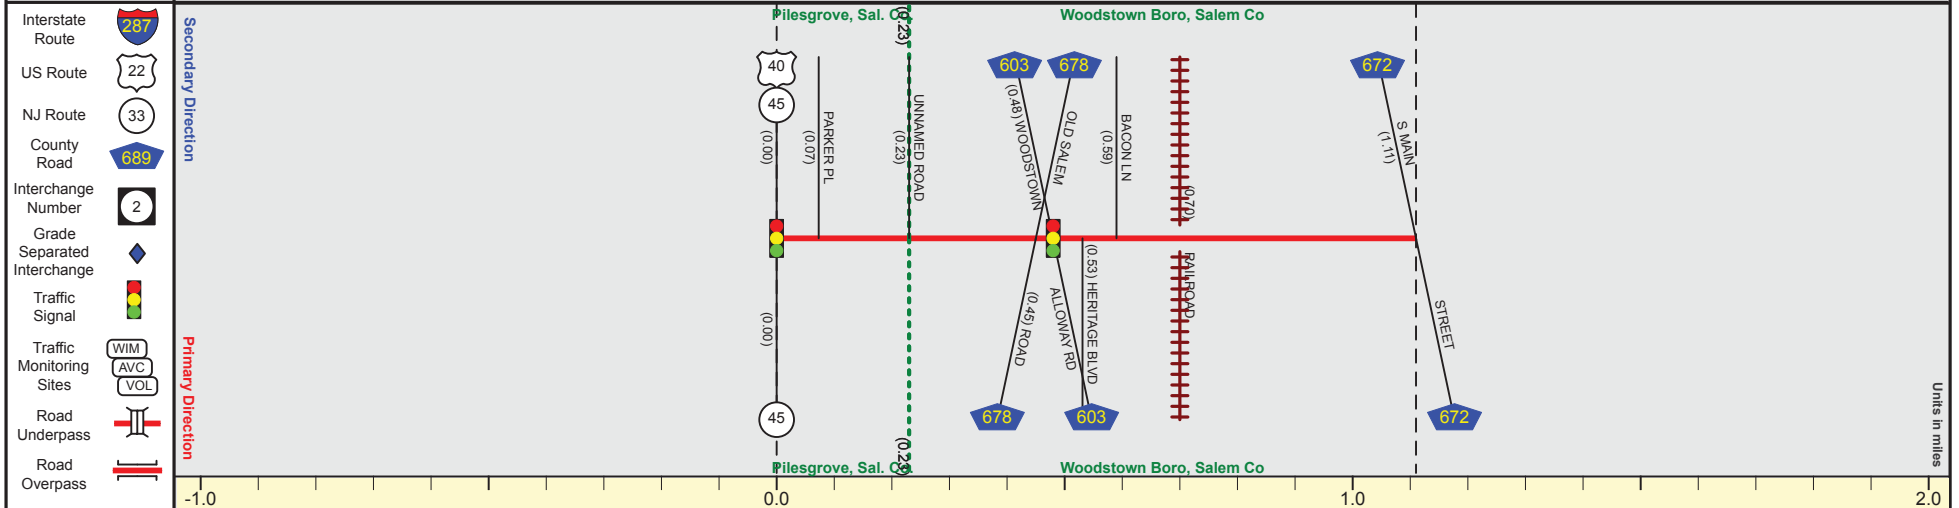 Interstate
Route
287
US Route
22
NJ Route
33
County
Road
689
Interchange
Number
2
Grade
Separated
Interchange
Traffic
Signal
Traffic
Monitoring
Sites
WIM
AVC
VOL
Road
Underpass
Road
Overpass
Secondary Direction
Primary Direction
Pilesgrove, Sal. Co.
(0.23)
Woodstown Boro, Salem Co
40
45
(0.00)
(0.07)
PARKER PL
(0.23)
UNNAMED ROAD
603
678
(0.48) WOODSTOWN
OLD SALEM
(0.59)
BACON LN
(0.70)
672
S MAIN
(1.11)
(0.00)
45
(0.45) ROAD
ALLOWAY RD
(0.53) HERITAGE BLVD
RAILROAD
STREET
678
603
672
Pilesgrove, Sal. Co.
(0.23)
Woodstown Boro, Salem Co
Units in miles
-1.0
0.0
1.0
2.0